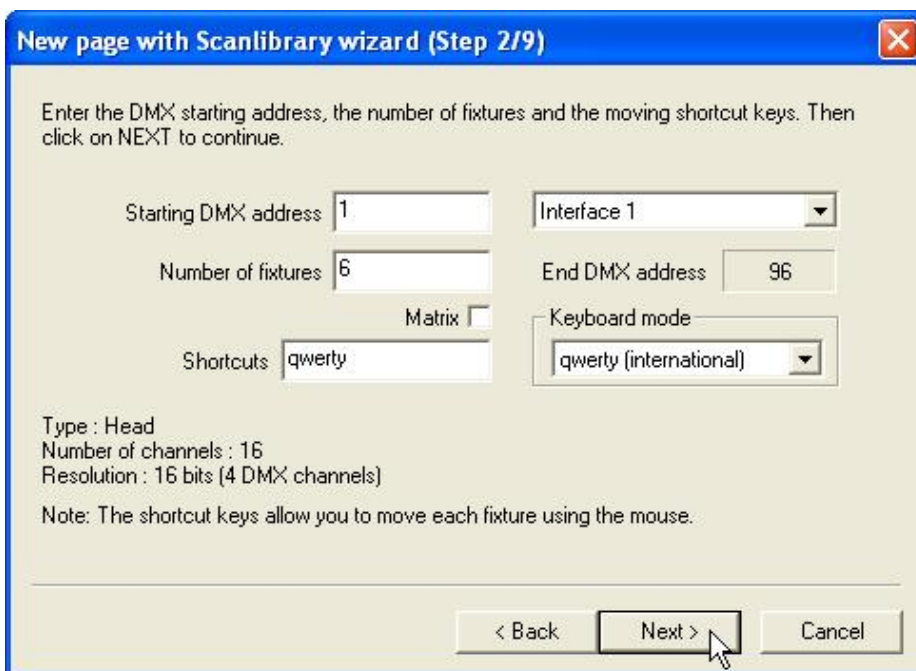 New page with Scanlibrary wizard (Step 2/9)
Enter the DMX starting address, the number of fixtures and the moving shortcut keys. Then
click on NEXT to continue.
Starting DMX address 1 Interface 1
Number of fixtures 6 End DMX address 96
Matrix Keyboard mode
Shortcuts qwerty qwerty (international)
Type : Head
Number of channels : 16
Resolution : 16 bits (4 DMX channels)
Note: The shortcut keys allow you to move each fixture using the mouse.
< Back Next > Cancel